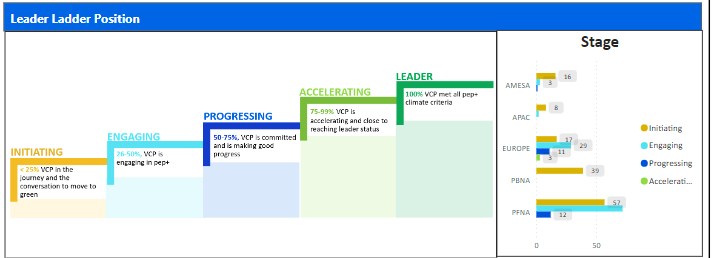 Leader Ladder Position
INITIATING
< 25% VCP in the
journey and the
conversation to move to
green
ENGAGING
26-50%, VCP is
engaging in pep+
PROGRESSING
50-75%, VCP is committed
and is making good
progress
ACCELERATING
75-99% VCP is
accelerating and close to
reaching leader status
LEADER
100% VCP met all pep+
climate criteria
Stage
AMESA
16
3
APAC
8
EUROPE
17
29
11
3
PBNA
39
PFNA
57
12
0
50
Initiating
Engaging
Progressing
Accelerati...